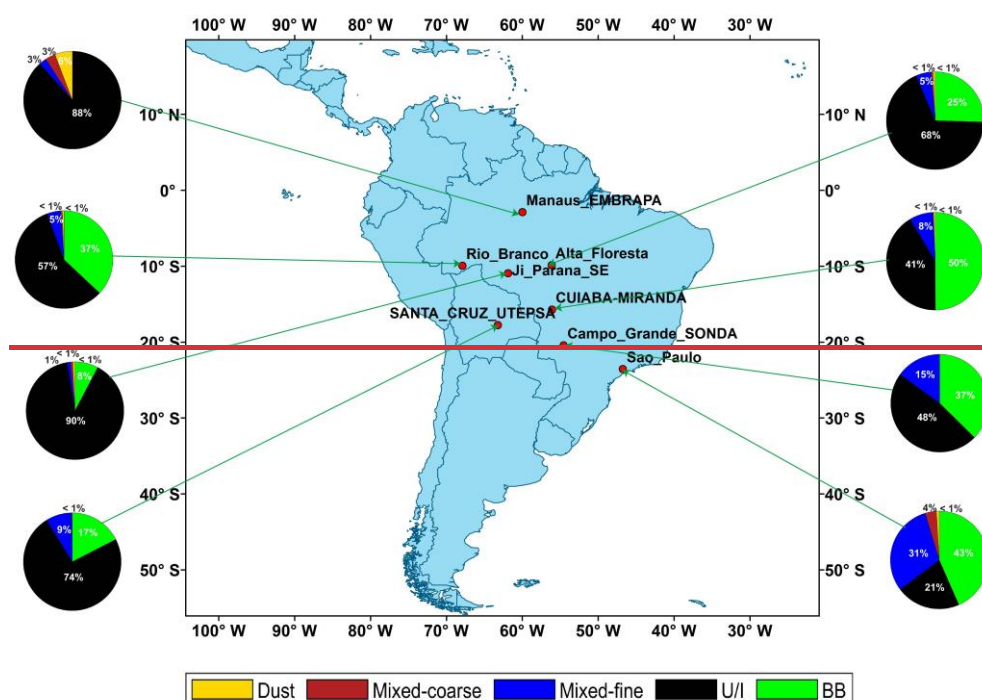 100° W 90° W 80° W 70° W 60° W 50° W 40° W 30° W
3% 3% 6% 88%
10° N
< 1% < 1% 5% 25% 68%
0°
Manaus_EMBRAPA
< 1% < 1% 5% 37% 57%
< 1% < 1% 8% 50% 41%
Rio_Branco Alta_Floresta
10° S 10° S
Ji_Parana_SE
CUIABA-MIRANDA
SANTA_CRUZ_UTEPSA
Campo_Grande_SONDA
20° S 20° S
Sao_Paulo
1% < 1% < 1% 8% 90%
15% 37% 48%
30° S 30° S
40° S 40° S
< 1% 9% 17% 74%
4% < 1% 31% 43% 21%
50° S 50° S
100° W 90° W 80° W 70° W 60° W 50° W 40° W 30° W
Dust Mixed-coarse Mixed-fine U/I BB